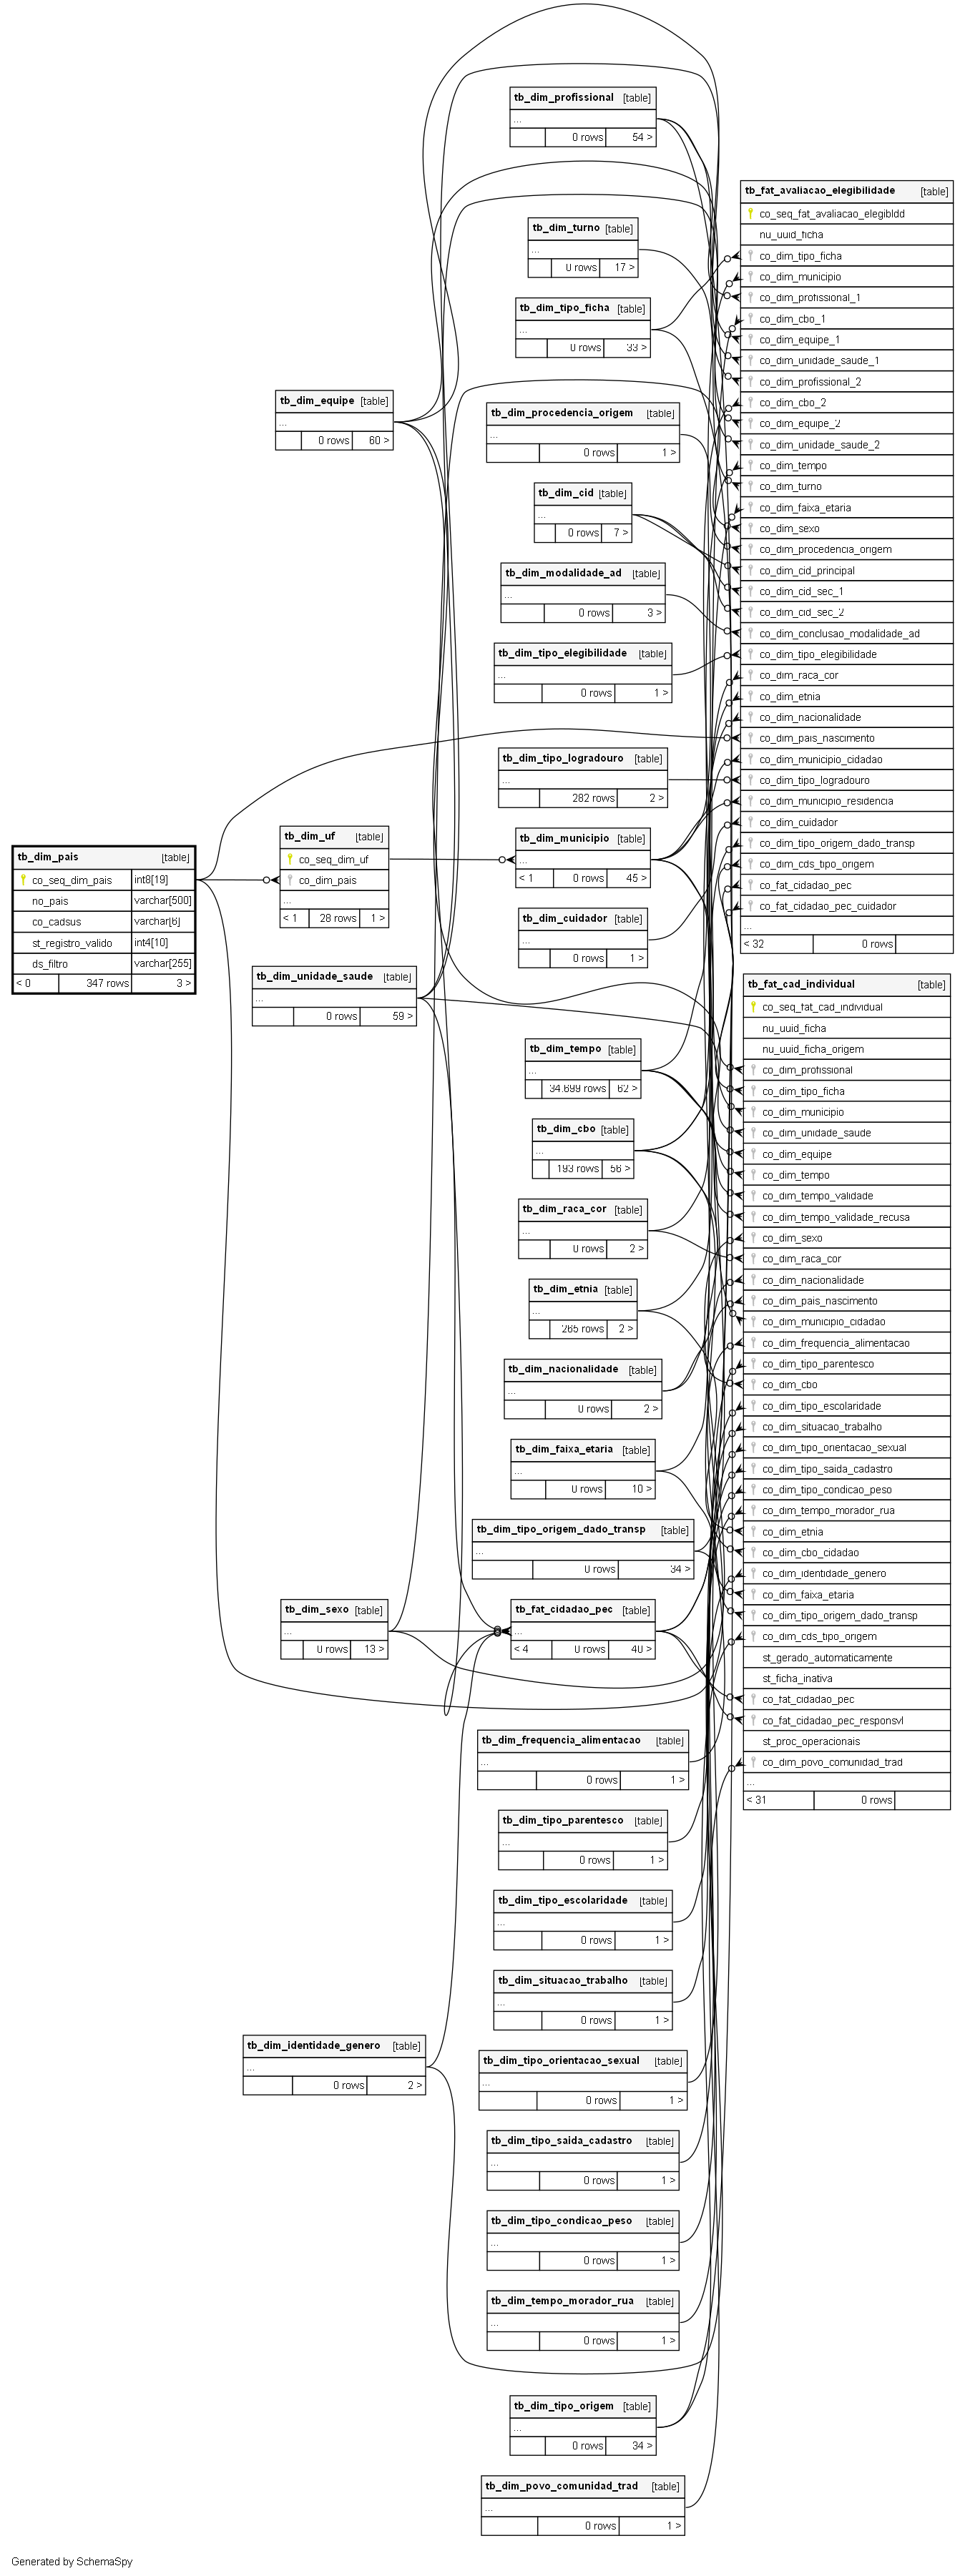 tb_dim_pais [table]
co_seq_dim_pais int8[19]
no_pais varchar[500]
co_cadsus varchar[6]
st_registro_valido int4[10]
ds_filtro varchar[255]
< 0 347 rows 3 >
tb_dim_equipe [table]
...
0 rows 60 >
tb_dim_uf [table]
co_seq_dim_uf
co_dim_pais
...
< 1 28 rows 1 >
tb_dim_unidade_saude [table]
...
0 rows 59 >
tb_dim_sexo [table]
...
0 rows 13 >
tb_dim_identidade_genero [table]
...
0 rows 2 >
tb_dim_profissional [table]
...
0 rows 54 >
tb_dim_turno [table]
...
0 rows 17 >
tb_dim_tipo_ficha [table]
...
0 rows 33 >
tb_dim_procedencia_origem [table]
...
0 rows 1 >
tb_dim_cid [table]
...
0 rows 7 >
tb_dim_modalidade_ad [table]
...
0 rows 3 >
tb_dim_tipo_elegibilidade [table]
...
0 rows 1 >
tb_dim_tipo_logradouro [table]
...
282 rows 2 >
tb_dim_municipio [table]
...
< 1 0 rows 45 >
tb_dim_cuidador [table]
...
0 rows 1 >
tb_dim_tempo [table]
...
34.699 rows 62 >
tb_dim_cbo [table]
...
193 rows 56 >
tb_dim_raca_cor [table]
...
0 rows 2 >
tb_dim_etnia [table]
...
265 rows 2 >
tb_dim_nacionalidade [table]
...
0 rows 2 >
tb_dim_faixa_etaria [table]
...
0 rows 10 >
tb_dim_tipo_origem_dado_transp [table]
...
0 rows 34 >
tb_fat_cidadao_pec [table]
...
< 4 0 rows 40 >
tb_dim_frequencia_alimentacao [table]
...
0 rows 1 >
tb_dim_tipo_parentesco [table]
...
0 rows 1 >
tb_dim_tipo_escolaridade [table]
...
0 rows 1 >
tb_dim_situacao_trabalho [table]
...
0 rows 1 >
tb_dim_tipo_orientacao_sexual [table]
...
0 rows 1 >
tb_dim_tipo_saida_cadastro [table]
...
0 rows 1 >
tb_dim_tipo_condicao_peso [table]
...
0 rows 1 >
tb_dim_tempo_morador_rua [table]
...
0 rows 1 >
tb_dim_tipo_origem [table]
...
0 rows 34 >
tb_dim_povo_comunidad_trad [table]
...
0 rows 1 >
tb_fat_avaliacao_elegibilidade [table]
co_seq_fat_avaliacao_elegibldd
nu_uuid_ficha
co_dim_tipo_ficha
co_dim_municipio
co_dim_profissional_1
co_dim_cbo_1
co_dim_equipe_1
co_dim_unidade_saude_1
co_dim_profissional_2
co_dim_cbo_2
co_dim_equipe_2
co_dim_unidade_saude_2
co_dim_tempo
co_dim_turno
co_dim_faixa_etaria
co_dim_sexo
co_dim_procedencia_origem
co_dim_cid_principal
co_dim_cid_sec_1
co_dim_cid_sec_2
co_dim_conclusao_modalidade_ad
co_dim_tipo_elegibilidade
co_dim_raca_cor
co_dim_etnia
co_dim_nacionalidade
co_dim_pais_nascimento
co_dim_municipio_cidadao
co_dim_tipo_logradouro
co_dim_municipio_residencia
co_dim_cuidador
co_dim_tipo_origem_dado_transp
co_dim_cds_tipo_origem
co_fat_cidadao_pec
co_fat_cidadao_pec_cuidador
...
< 32 0 rows
tb_fat_cad_individual [table]
co_seq_fat_cad_individual
nu_uuid_ficha
nu_uuid_ficha_origem
co_dim_profissional
co_dim_tipo_ficha
co_dim_municipio
co_dim_unidade_saude
co_dim_equipe
co_dim_tempo
co_dim_tempo_validade
co_dim_tempo_validade_recusa
co_dim_sexo
co_dim_raca_cor
co_dim_nacionalidade
co_dim_pais_nascimento
co_dim_municipio_cidadao
co_dim_frequencia_alimentacao
co_dim_tipo_parentesco
co_dim_cbo
co_dim_tipo_escolaridade
co_dim_situacao_trabalho
co_dim_tipo_orientacao_sexual
co_dim_tipo_saida_cadastro
co_dim_tipo_condicao_peso
co_dim_tempo_morador_rua
co_dim_etnia
co_dim_cbo_cidadao
co_dim_identidade_genero
co_dim_faixa_etaria
co_dim_tipo_origem_dado_transp
co_dim_cds_tipo_origem
st_gerado_automaticamente
st_ficha_inativa
co_fat_cidadao_pec
co_fat_cidadao_pec_responsvl
st_proc_operacionais
co_dim_povo_comunidad_trad
...
< 31 0 rows
Generated by SchemaSpy